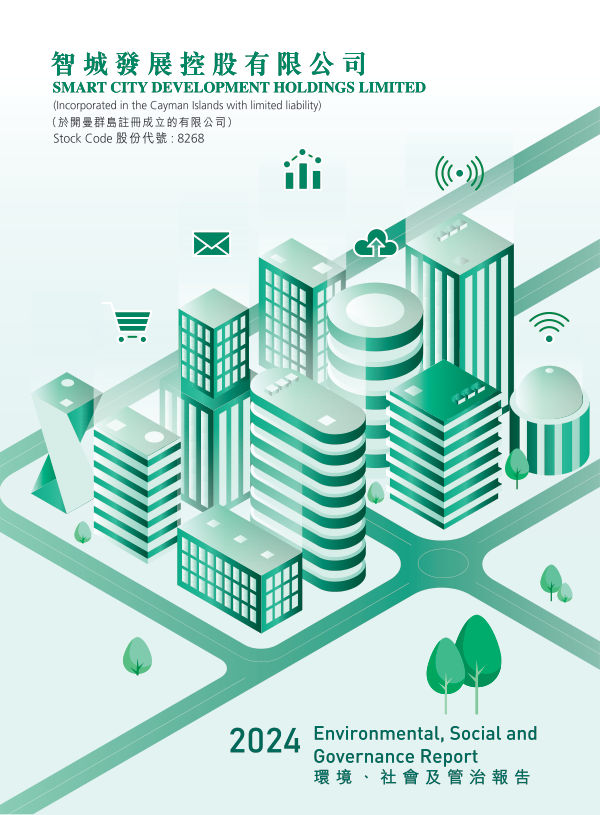 智城發展控股有限公司
SMART CITY DEVELOPMENT HOLDINGS LIMITED
(Incorporated in the Cayman Islands with limited liability)
（於開曼群島註冊成立的有限公司）
Stock Code 股份代號 : 8268
2024 Environmental, Social and
Governance Report
環境、社會及管治報告